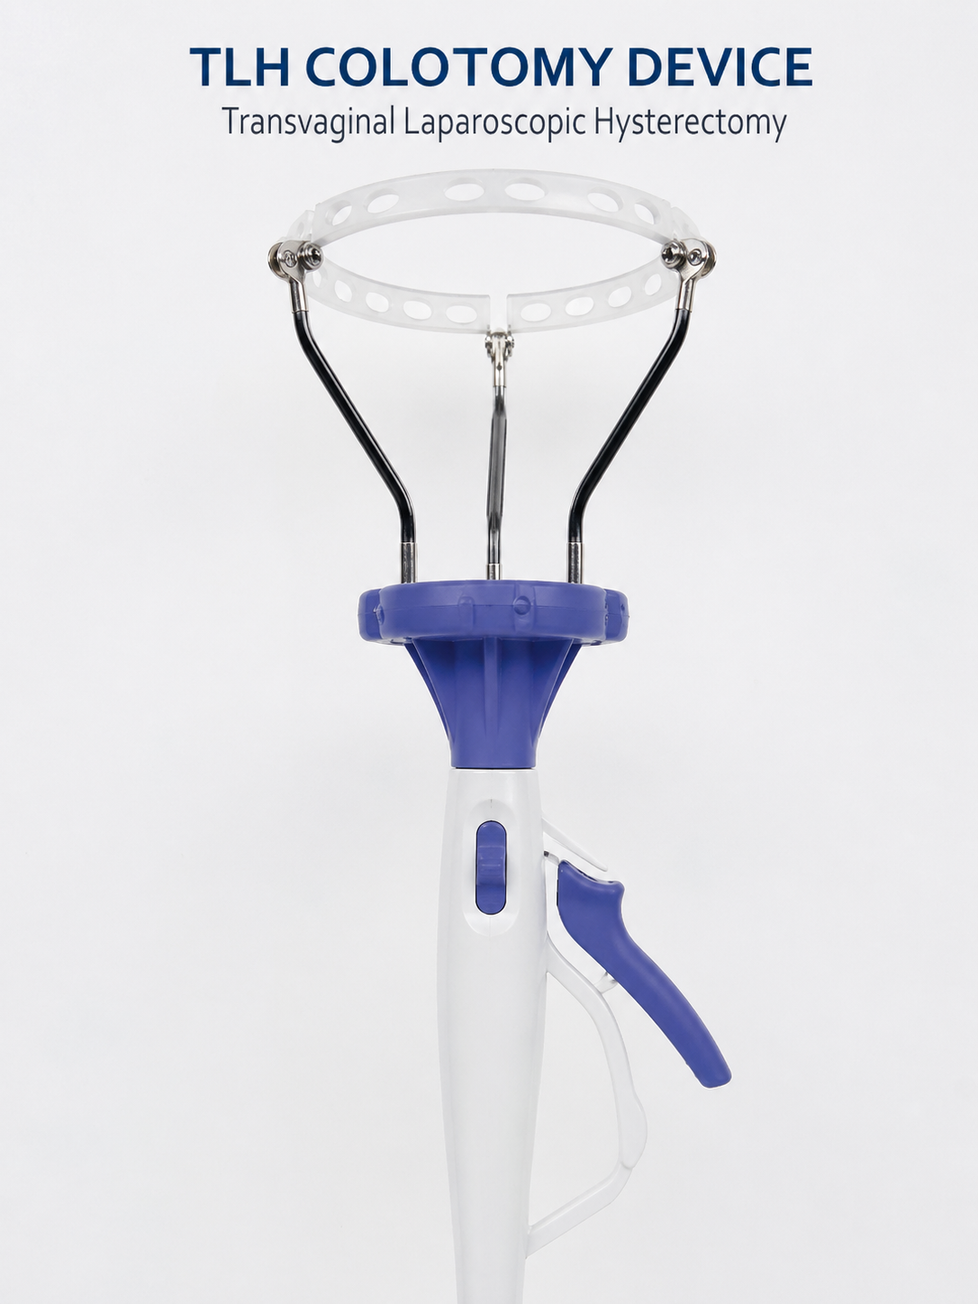 TLH COLOTOMY DEVICE
Transvaginal Laparoscopic Hysterectomy